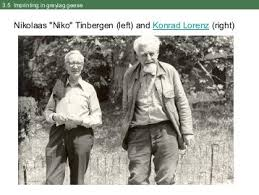 3.5 Imprinting in greylag geese
Nikolaas "Niko" Tinbergen (left) and Konrad Lorenz (right)